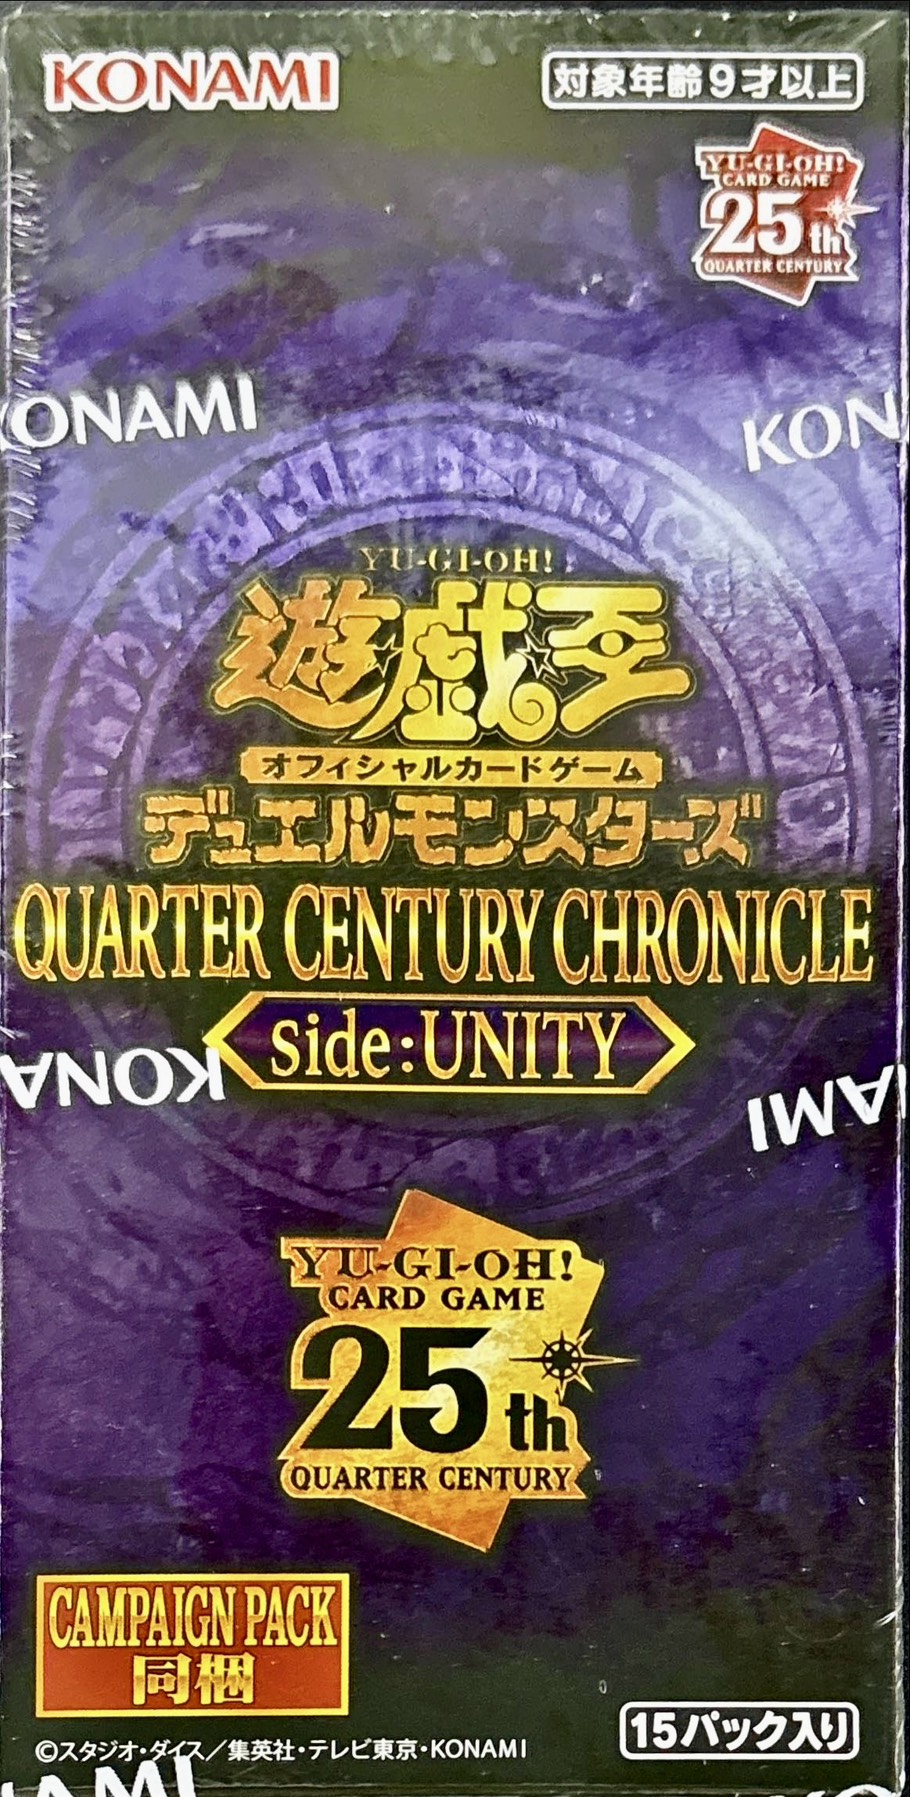 KONAMI
対象年齢9才以上
YU-GI-OH!
CARD GAME
25th
QUARTER CENTURY
KONAMI
KON
YU-GI-OH!
遊戯王
オフィシャルカードゲーム
デュエルモンスターズ
QUARTER CENTURY CHRONICLE
side:UNITY
KONA
AMI
YU-GI-OH!
CARD GAME
25th
QUARTER CENTURY
CAMPAIGN PACK
同梱
15パック入り
©スタジオ・ダイス/集英社・テレビ東京・KONAMI
AMI